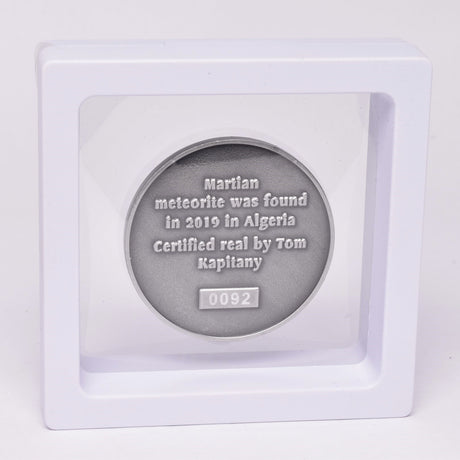 Martian
meteorite was found
in 2019 in Algeria
Certified real by Tom
Kapitany
0092